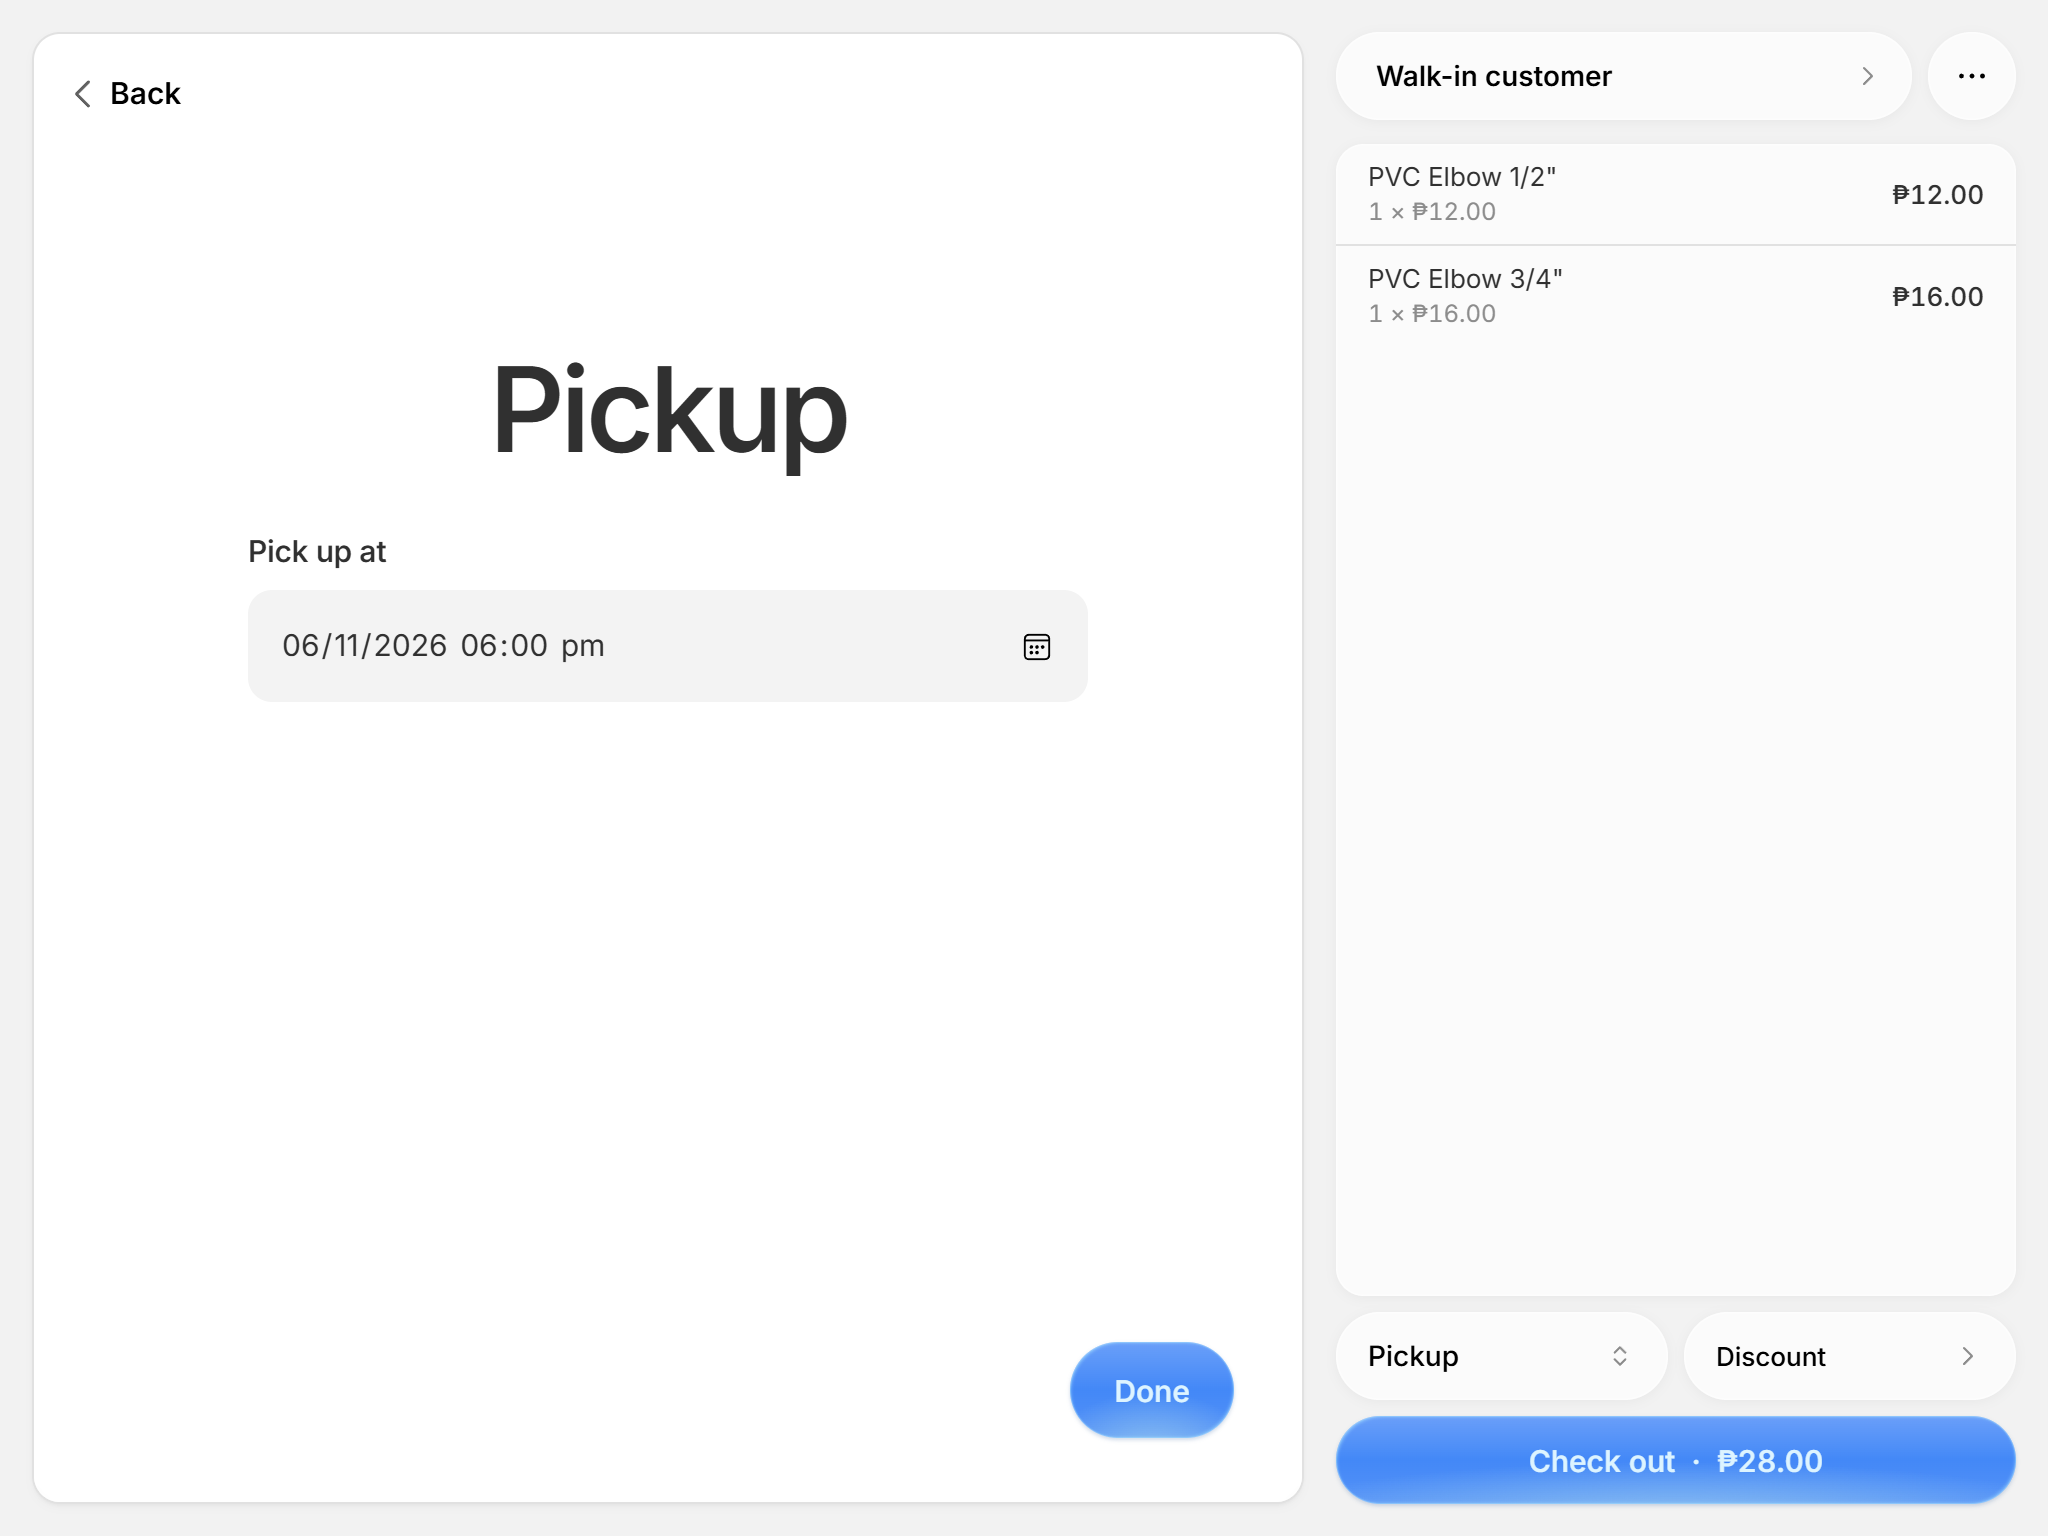 Back
Pickup
Pick up at
06/11/2026 06:00 pm
Done
Walk-in customer
PVC Elbow 1/2"
1 × ₱12.00
₱12.00
PVC Elbow 3/4"
1 × ₱16.00
₱16.00
Pickup
Discount
Check out · ₱28.00